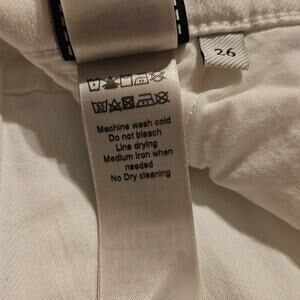 26
Machine wash cold
Do not bleach
Line drying
Medium Iron when
needed
No Dry cleaning